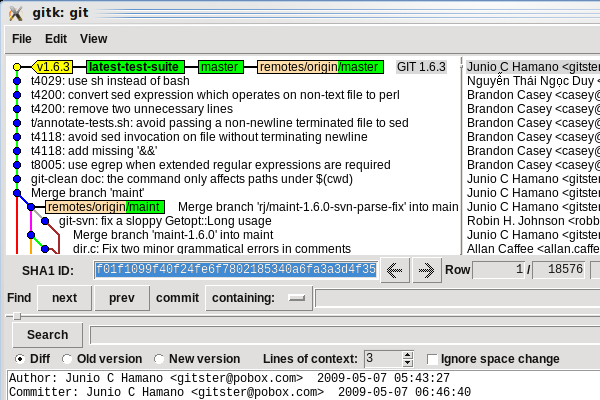 gitk: git
File Edit View
v1.6.3 latest-test-suite master remotes/origin/master GIT 1.6.3 Junio C Hamano <gitster
t4029: use sh instead of bash Nguyễn Thái Ngọc Duy <
t4200: convert sed expression which operates on non-text file to perl Brandon Casey <casey@
t4200: remove two unnecessary lines Brandon Casey <casey@
t/annotate-tests.sh: avoid passing a non-newline terminated file to sed Brandon Casey <casey@
t4118: avoid sed invocation on file without terminating newline Brandon Casey <casey@
t4118: add missing '&&' Brandon Casey <casey@
t8005: use egrep when extended regular expressions are required Brandon Casey <casey@
git-clean doc: the command only affects paths under $(cwd) Junio C Hamano <gitster
Merge branch 'maint' Junio C Hamano <gitster
remotes/origin/maint Merge branch 'rj/maint-1.6.0-svn-parse-fix' into main Junio C Hamano <gitster
git-svn: fix a sloppy Getopt::Long usage Robin H. Johnson <robb
Merge branch 'maint-1.6.0' into maint Junio C Hamano <gitster
dir.c: Fix two minor grammatical errors in comments Allan Caffee <allan.caffe
SHA1 ID: f01f1099f40f24fe6f7802185340a6fa3a3d4f35 Row 1 / 18576
Find next prev commit containing:
Search
Diff Old version New version Lines of context: 3 Ignore space change
Author: Junio C Hamano <gitster@pobox.com> 2009-05-07 05:43:27
Committer: Junio C Hamano <gitster@pobox.com> 2009-05-07 06:46:40